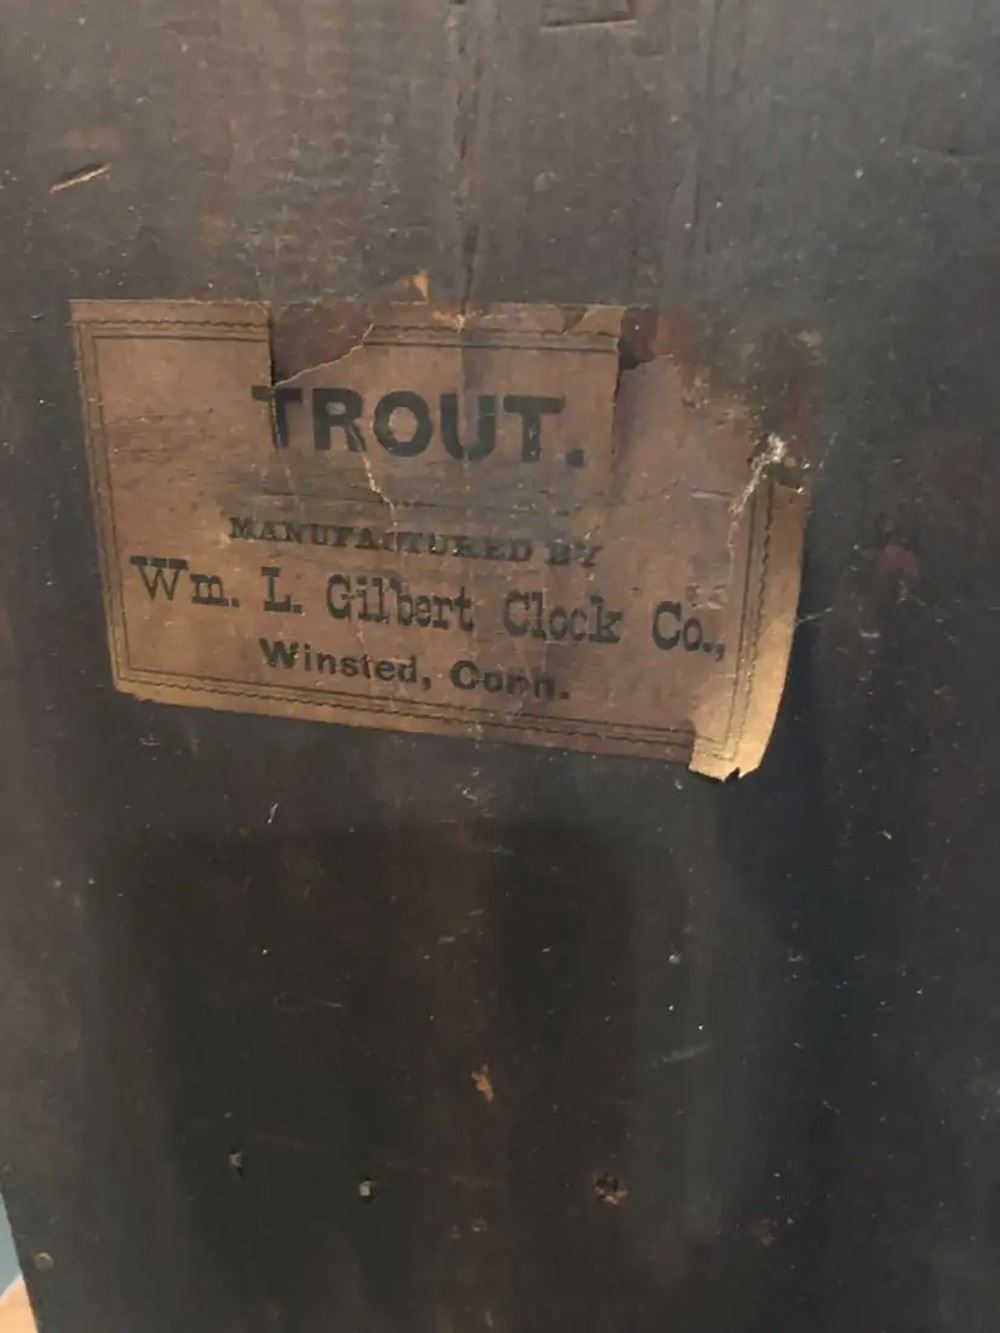 TROUT.
MANUFACTURED BY
Wm. L. Gilbert Clock Co.,
Winsted, Conn.